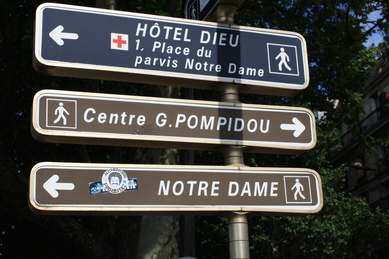 HÔTEL DIEU
1, Place du
parvis Notre Dame
Centre G.POMPIDOU
NOTRE DAME